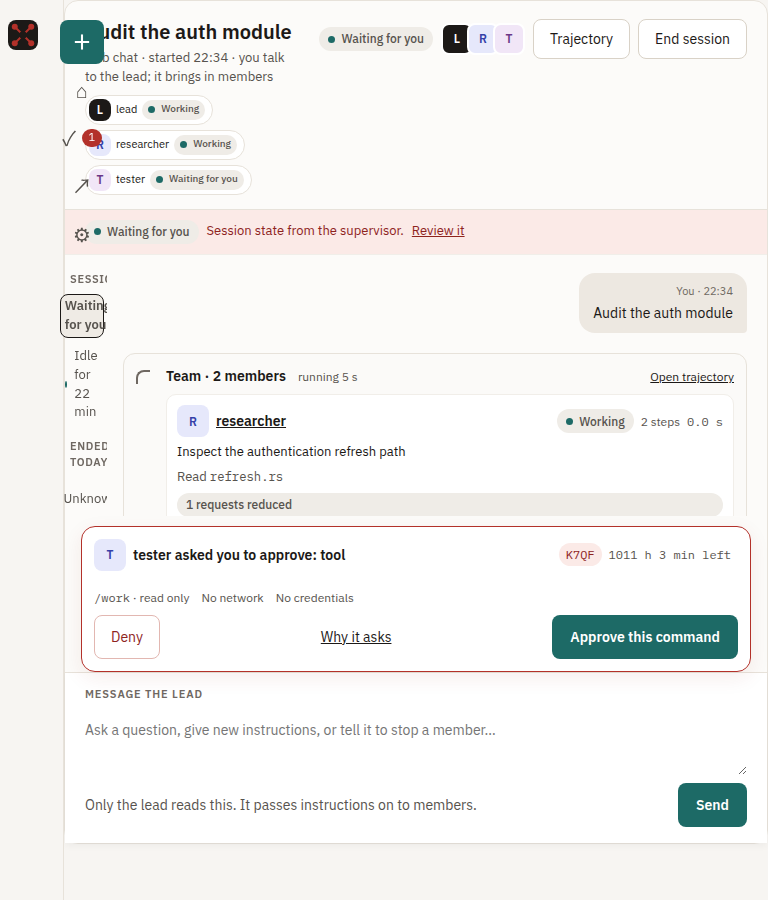 udit the auth module
b chat · started 22:34 · you talk
to the lead; it brings in members
Waiting for you
L R T
Trajectory
End session
L lead Working
1
R researcher Working
T tester Waiting for you
Waiting for you Session state from the supervisor. Review it
SESSI
Waiting
for you
Idle
for
22
min
ENDED
TODAY
Unknow
You · 22:34
Audit the auth module
Team · 2 members running 5 s Open trajectory
R researcher Working 2 steps 0.0 s
Inspect the authentication refresh path
Read refresh.rs
1 requests reduced
T tester asked you to approve: tool K7QF 1011 h 3 min left
/work · read only No network No credentials
Deny Why it asks Approve this command
MESSAGE THE LEAD
Ask a question, give new instructions, or tell it to stop a member...
Only the lead reads this. It passes instructions on to members.
Send